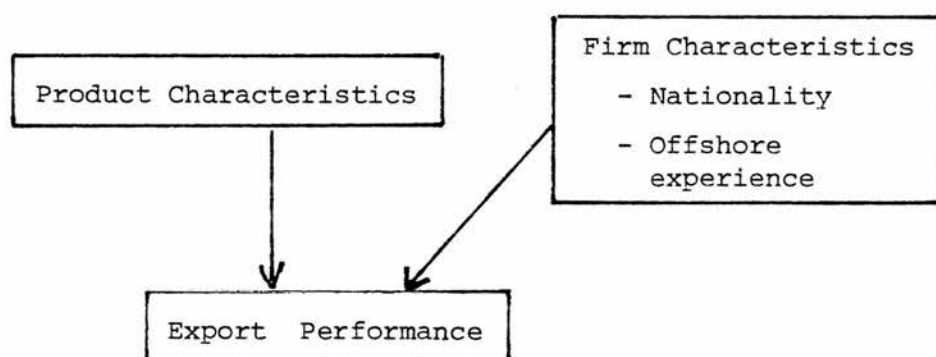 Product Characteristics
Firm Characteristics
- Nationality
- Offshore
experience
Export Performance